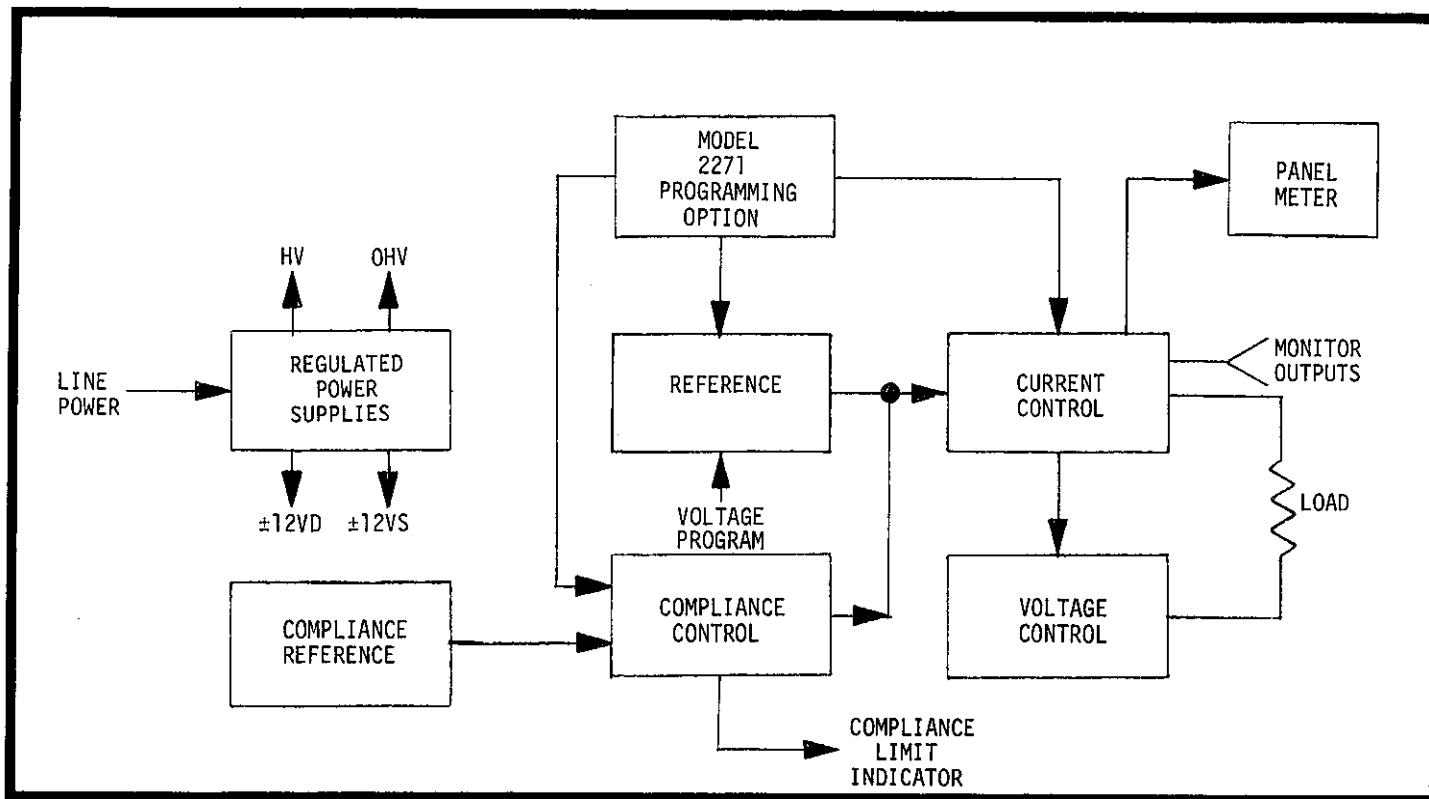 MODEL
2271
PROGRAMMING
OPTION
PANEL
METER
HV
OHV
LINE
POWER
REGULATED
POWER
SUPPLIES
±12VD
±12VS
REFERENCE
VOLTAGE
PROGRAM
CURRENT
CONTROL
MONITOR
OUTPUTS
LOAD
COMPLIANCE
REFERENCE
COMPLIANCE
CONTROL
VOLTAGE
CONTROL
COMPLIANCE
LIMIT
INDICATOR